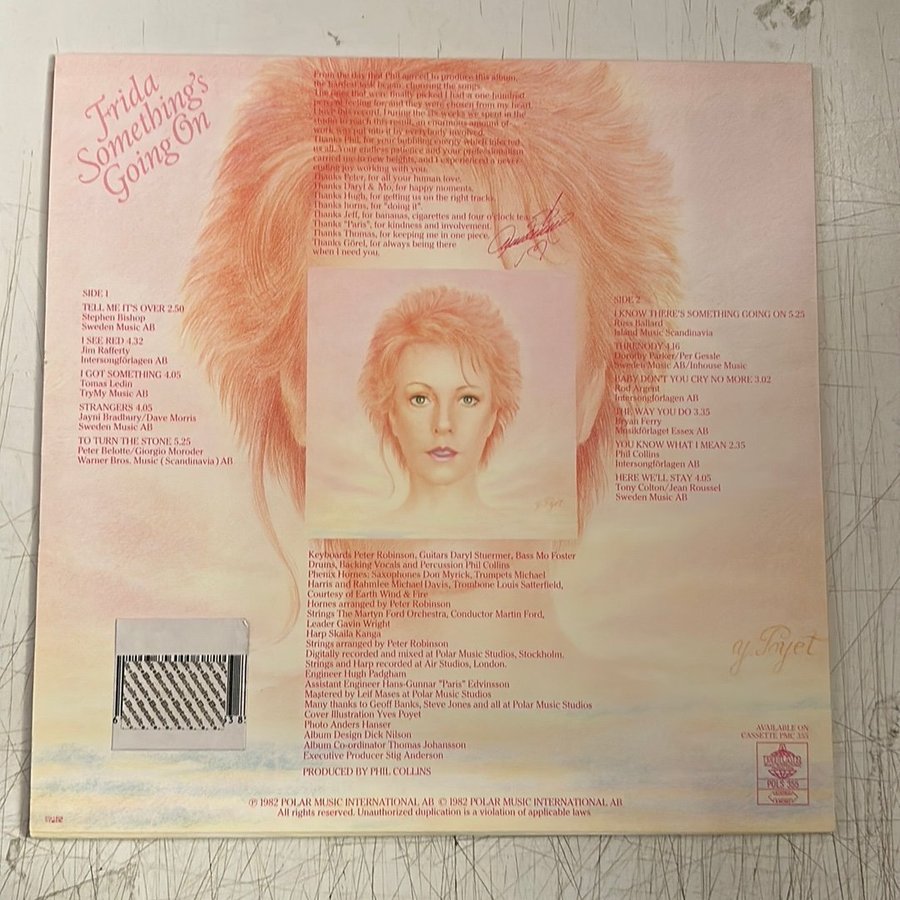 Frida
Something's
Going On
From the day that Phil agreed to produce this album,
the hardest task began: choosing the songs.
The ones that were finally picked I had a one hundred
percent feeling for and they were chosen from my heart.
I love this record. During the six weeks we spent in the
studio to reach this result, an enormous amount of
work was put into it by everybody involved.
Thanks Phil, for your bubbling energy which infected
us all. Your endless patience and your professionalism
carried me to new heights, and I experienced a never-
ending joy working with you.
Thanks Peter, for all your human love.
Thanks Daryl & Mo, for happy moments.
Thanks Hugh, for getting us on the right tracks.
Thanks horns, for "doing it".
Thanks Jeff, for bananas, cigarettes and four o'clock tea.
Thanks "Paris", for kindness and involvement.
Thanks Thomas, for keeping me in one piece.
Thanks Görel, for always being there
when I need you.
SIDE 1
TELL ME IT'S OVER 2.50
Stephen Bishop
Sweden Music AB
I SEE RED 4.32
Jim Rafferty
Intersongförlagen AB
I GOT SOMETHING 4.05
Tomas Ledin
TryMy Music AB
STRANGERS 4.05
Jayni Bradbury/Dave Morris
Sweden Music AB
TO TURN THE STONE 5.25
Peter Belotte/Giorgio Moroder
Warner Bros. Music (Scandinavia) AB
SIDE 2
I KNOW THERE'S SOMETHING GOING ON 5.25
Russ Ballard
Island Music Scandinavia
THRENODY 4.16
Dorothy Parker/Per Gessle
Sweden Music AB/Inhouse Music
BABY DON'T YOU CRY NO MORE 3.02
Rod Argent
Intersongförlagen AB
THE WAY YOU DO 3.35
Bryan Ferry
Musikförlaget Essex AB
YOU KNOW WHAT I MEAN 2.35
Phil Collins
Intersongförlagen AB
HERE WE'LL STAY 4.05
Tony Colton/Jean Roussel
Sweden Music AB
y Poyet
Keyboards Peter Robinson, Guitars Daryl Stuermer, Bass Mo Foster
Drums, Backing Vocals and Percussion Phil Collins
Phenix Hornes: Saxophones Don Myrick, Trumpets Michael
Harris and Rahmlee Michael Davis, Trombone Louis Satterfield,
Courtesy of Earth Wind & Fire
Hornes arranged by Peter Robinson
Strings The Martyn Ford Orchestra, Conductor Martin Ford,
Leader Gavin Wright
Harp Skaila Kanga
Strings arranged by Peter Robinson
Digitally recorded and mixed at Polar Music Studios, Stockholm.
Strings and Harp recorded at Air Studios, London.
Engineer Hugh Padgham
Assistant Engineer Hans-Gunnar "Paris" Edvinsson
Mastered by Leif Mases at Polar Music Studios
Many thanks to Geoff Banks, Steve Jones and all at Polar Music Studios
Cover Illustration Yves Poyet
Photo Anders Hanser
Album Design Dick Nilson
Album Co-ordinator Thomas Johansson
Executive Producer Stig Anderson
PRODUCED BY PHIL COLLINS
y Poyet
AVAILABLE ON
CASSETTE PMC 355
POLS 355
℗ 1982 POLAR MUSIC INTERNATIONAL AB © 1982 POLAR MUSIC INTERNATIONAL AB
All rights reserved. Unauthorized duplication is a violation of applicable laws